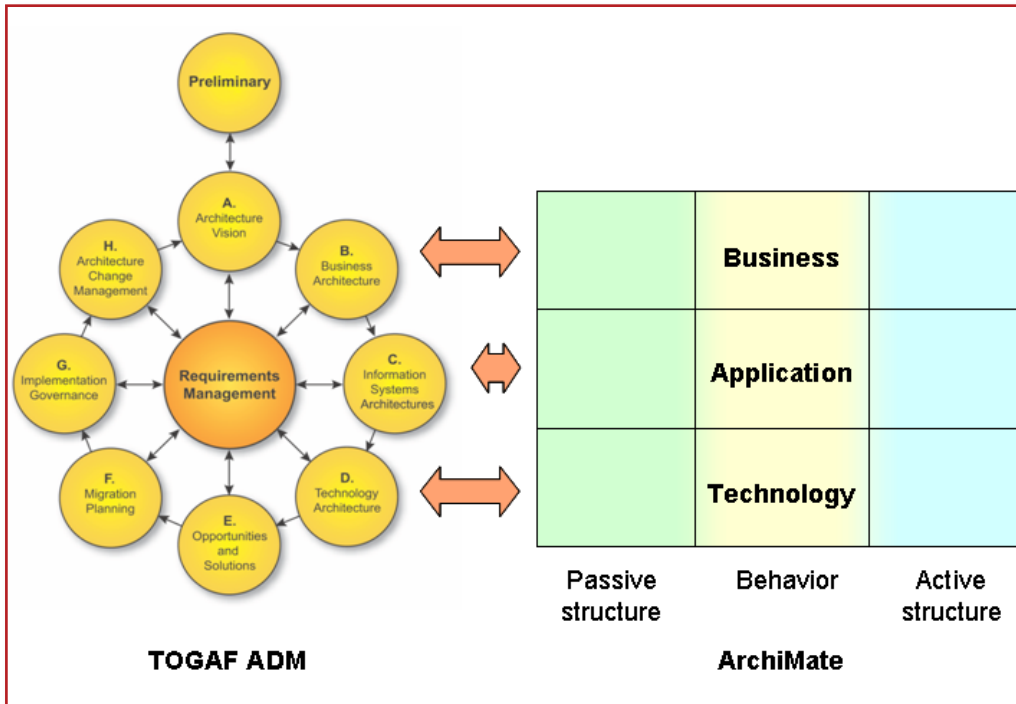 Preliminary
A.
Architecture
Vision
B.
Business
Architecture
C.
Information
Systems
Architectures
D.
Technology
Architecture
E.
Opportunities
and
Solutions
F.
Migration
Planning
G.
Implementation
Governance
H.
Architecture
Change
Management
Requirements
Management
TOGAF ADM
Business
Application
Technology
Passive
structure
Behavior
Active
structure
ArchiMate